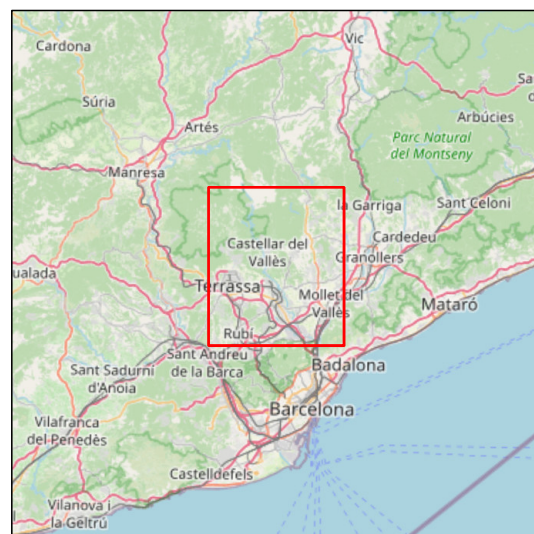 Cardona
Vic
Súria
Artés
Arbúcies
Parc Natural
del Montseny
Manresa
la Garriga
Sant Celoni
Castellar del
Vallès
Cardedeu
Granollers
Terrassa
Mollet del
Vallès
Mataró
Rubí
Sant Andreu
de la Barca
Badalona
Sant Sadurní
d'Anoia
Barcelona
Vilafranca
del Penedès
Castelldefels
Vilanova i
la Geltrú